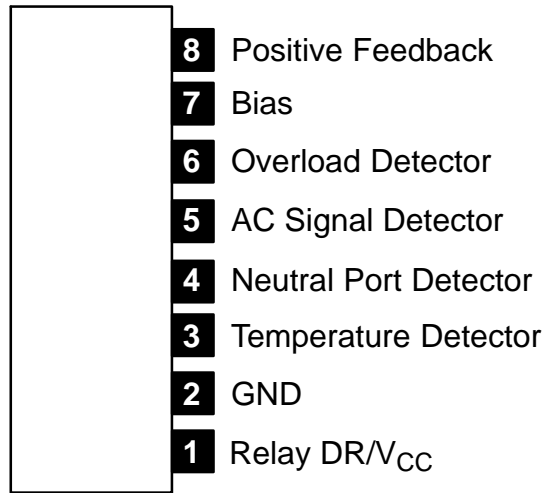 8 Positive Feedback
7 Bias
6 Overload Detector
5 AC Signal Detector
4 Neutral Port Detector
3 Temperature Detector
2 GND
1 Relay DR/VCC